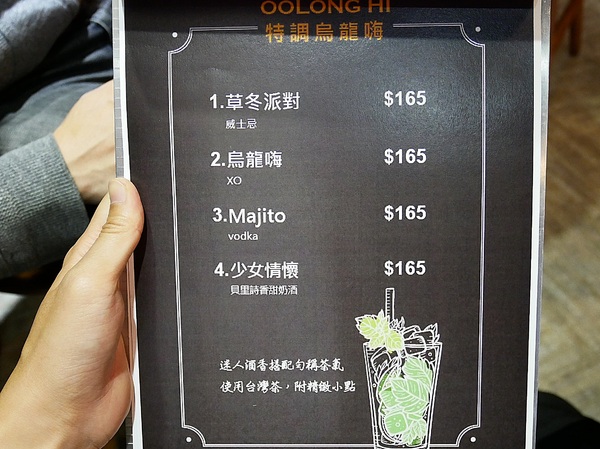 OOLONG HI
特調烏龍嗨
1.草冬派對 $165
威士忌
2.烏龍嗨 $165
XO
3.Majito $165
vodka
4.少女情懷 $165
貝里詩香甜奶酒
迷人酒香搭配勻稱茶氣
使用台灣茶，附精緻小點